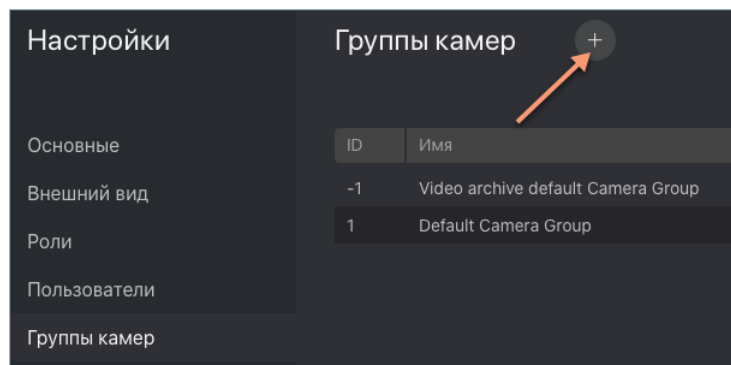 Настройки
Группы камер +
Основные
Внешний вид
Роли
Пользователи
Группы камер
ID Имя
-1 Video archive default Camera Group
1 Default Camera Group